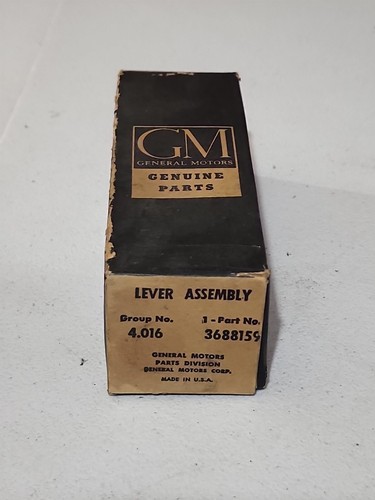 GM
GENERAL MOTORS
GENUINE
PARTS
LEVER ASSEMBLY
Group No. 1-Part No.
4.016 3688159
GENERAL MOTORS
PARTS DIVISION
GENERAL MOTORS CORP.
MADE IN U.S.A.